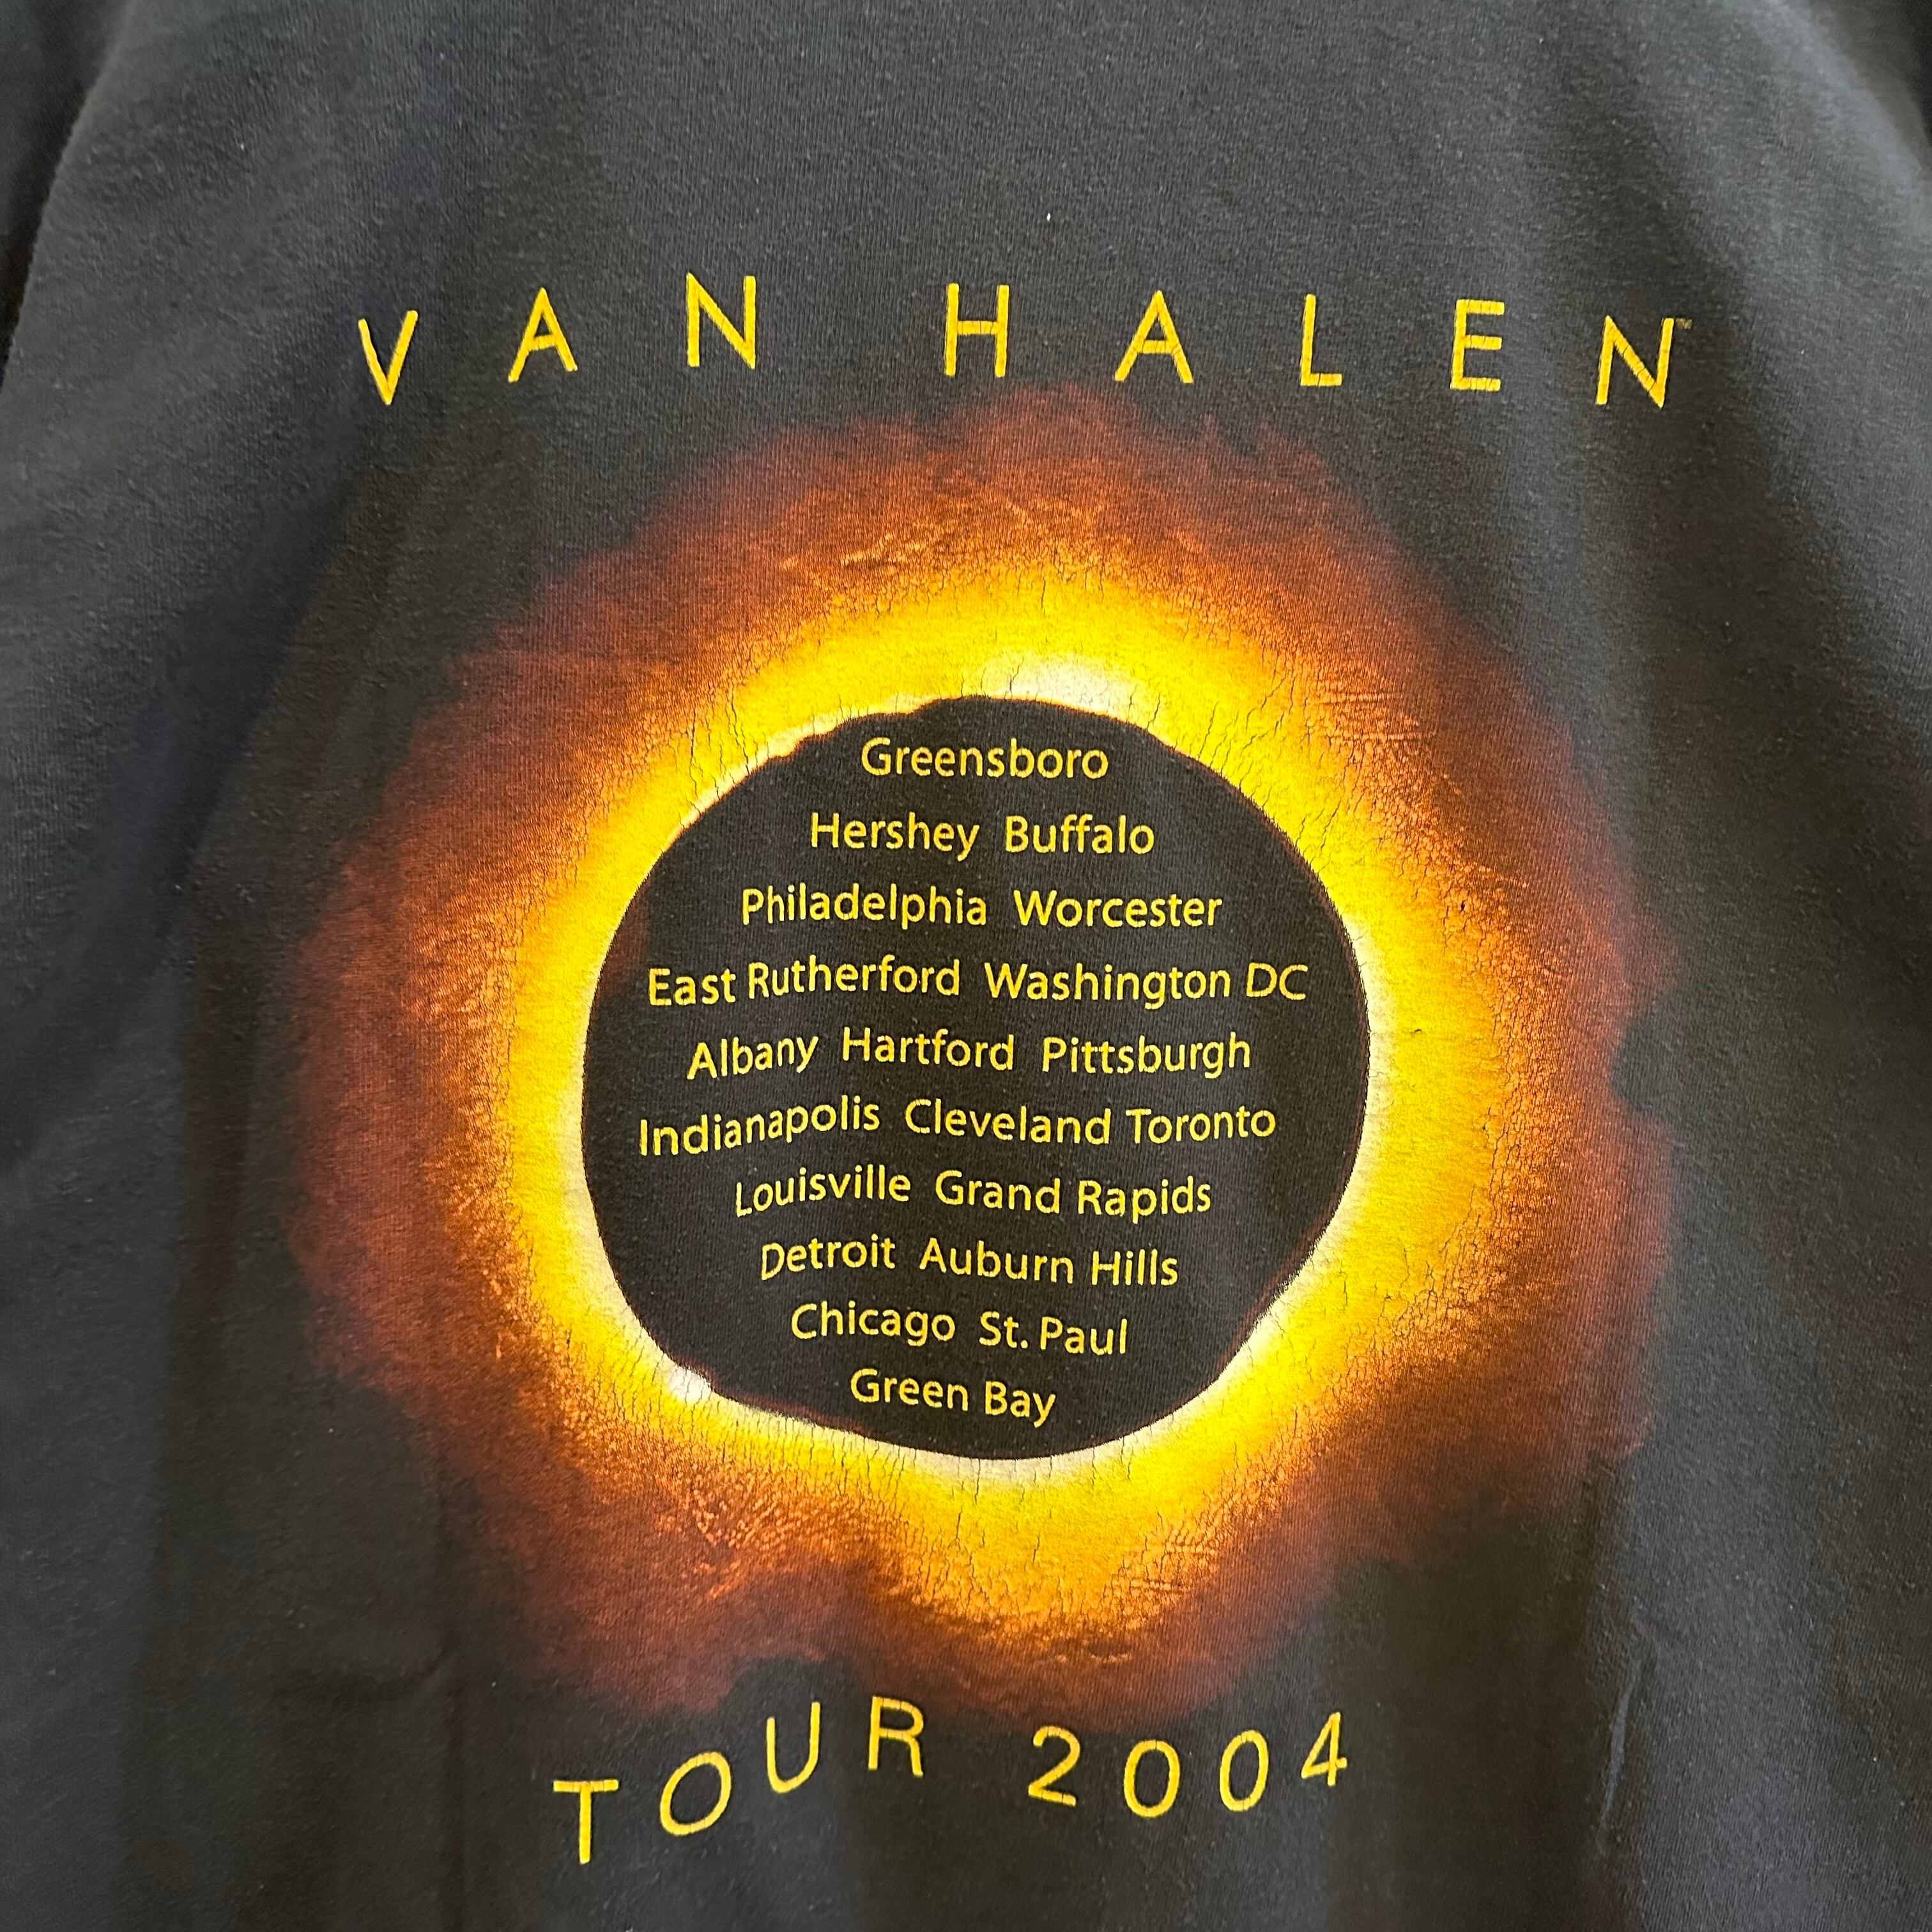 VAN HALEN™
Greensboro
Hershey Buffalo
Philadelphia Worcester
East Rutherford Washington DC
Albany Hartford Pittsburgh
Indianapolis Cleveland Toronto
Louisville Grand Rapids
Detroit Auburn Hills
Chicago St. Paul
Green Bay
TOUR 2004